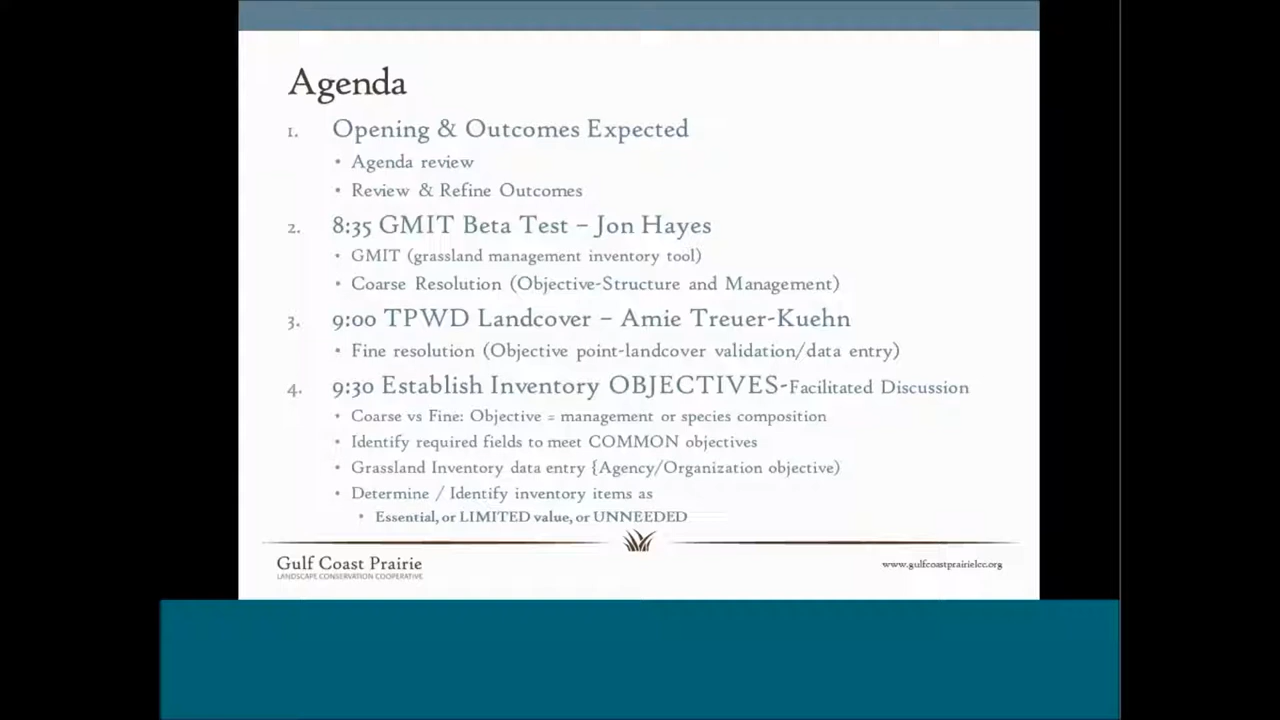 Agenda
1. Opening & Outcomes Expected
• Agenda review
• Review & Refine Outcomes
2. 8:35 GMIT Beta Test – Jon Hayes
• GMIT (grassland management inventory tool)
• Coarse Resolution (Objective-Structure and Management)
3. 9:00 TPWD Landcover – Amie Treuer-Kuehn
• Fine resolution (Objective point-landcover validation/data entry)
4. 9:30 Establish Inventory OBJECTIVES-Facilitated Discussion
• Coarse vs Fine: Objective = management or species composition
• Identify required fields to meet COMMON objectives
• Grassland Inventory data entry {Agency/Organization objective)
• Determine / Identify inventory items as
• Essential, or LIMITED value, or UNNEEDED
Gulf Coast Prairie
LANDSCAPE CONSERVATION COOPERATIVE
www.gulfcoastprairielcc.org